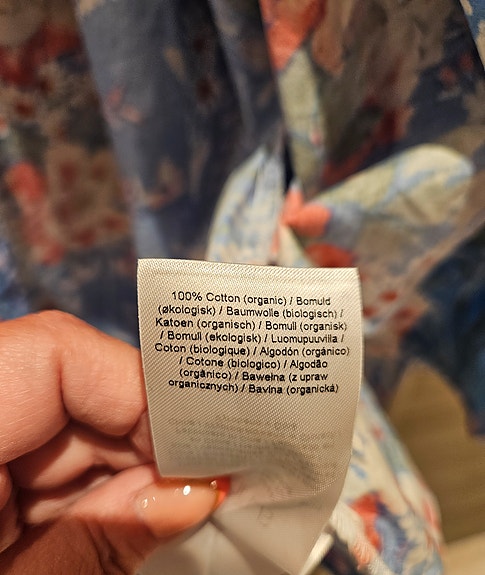 100% Cotton (organic) / Bomuld
(økologisk) / Baumwolle (biologisch) /
Katoen (organisch) / Bomull (organisk)
/ Bomull (ekologisk) / Luomupuuvilla /
Coton (biologique) / Algodón (orgánico)
/ Cotone (biologico) / Algodão
(orgânico) / Bawełna (z upraw
organicznych) / Bavlna (organická)